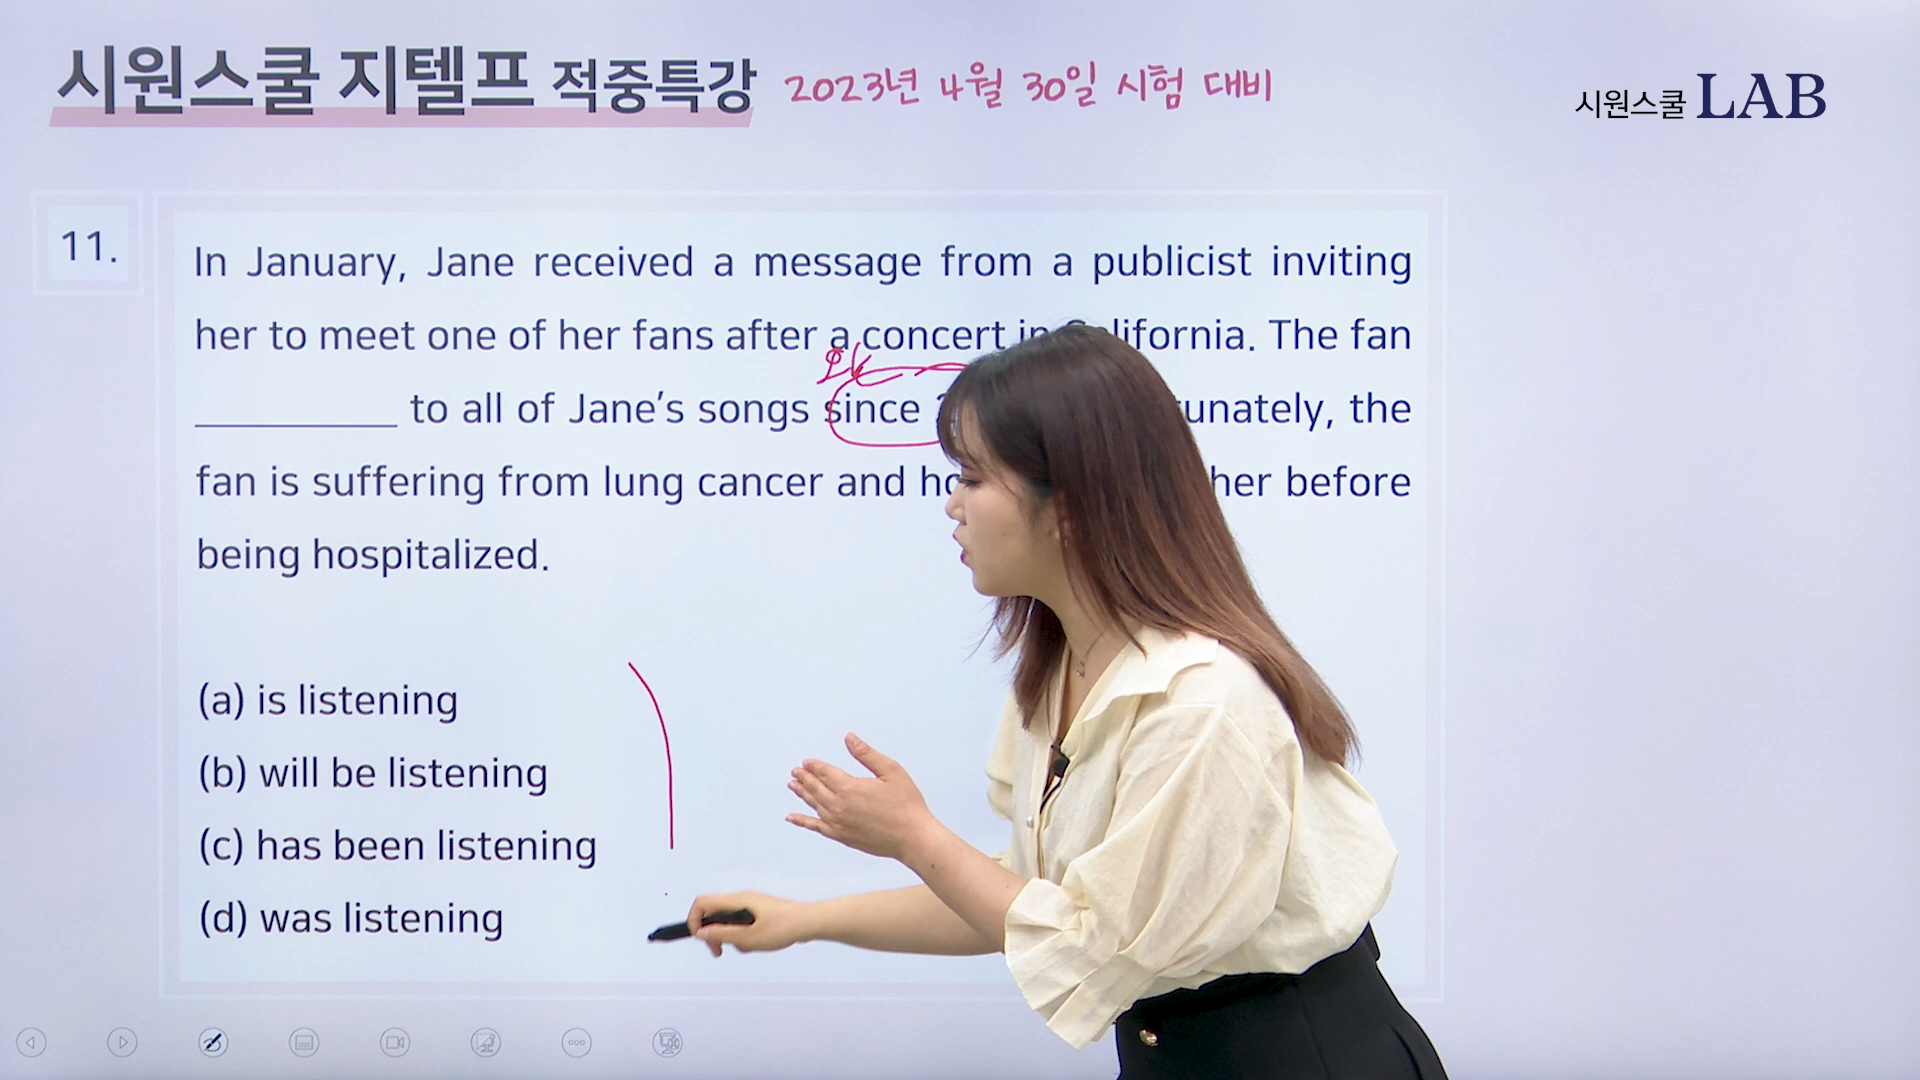 시원스쿨 지텔프 적중특강 2023년 4월 30일 시험 대비
시원스쿨 LAB
11.
In January, Jane received a message from a publicist inviting
her to meet one of her fans after a concert in California. The fan
__________ to all of Jane's songs since
the
fan is suffering from lung cancer and her before
being hospitalized.
(a) is listening
(b) will be listening
(c) has been listening
(d) was listening